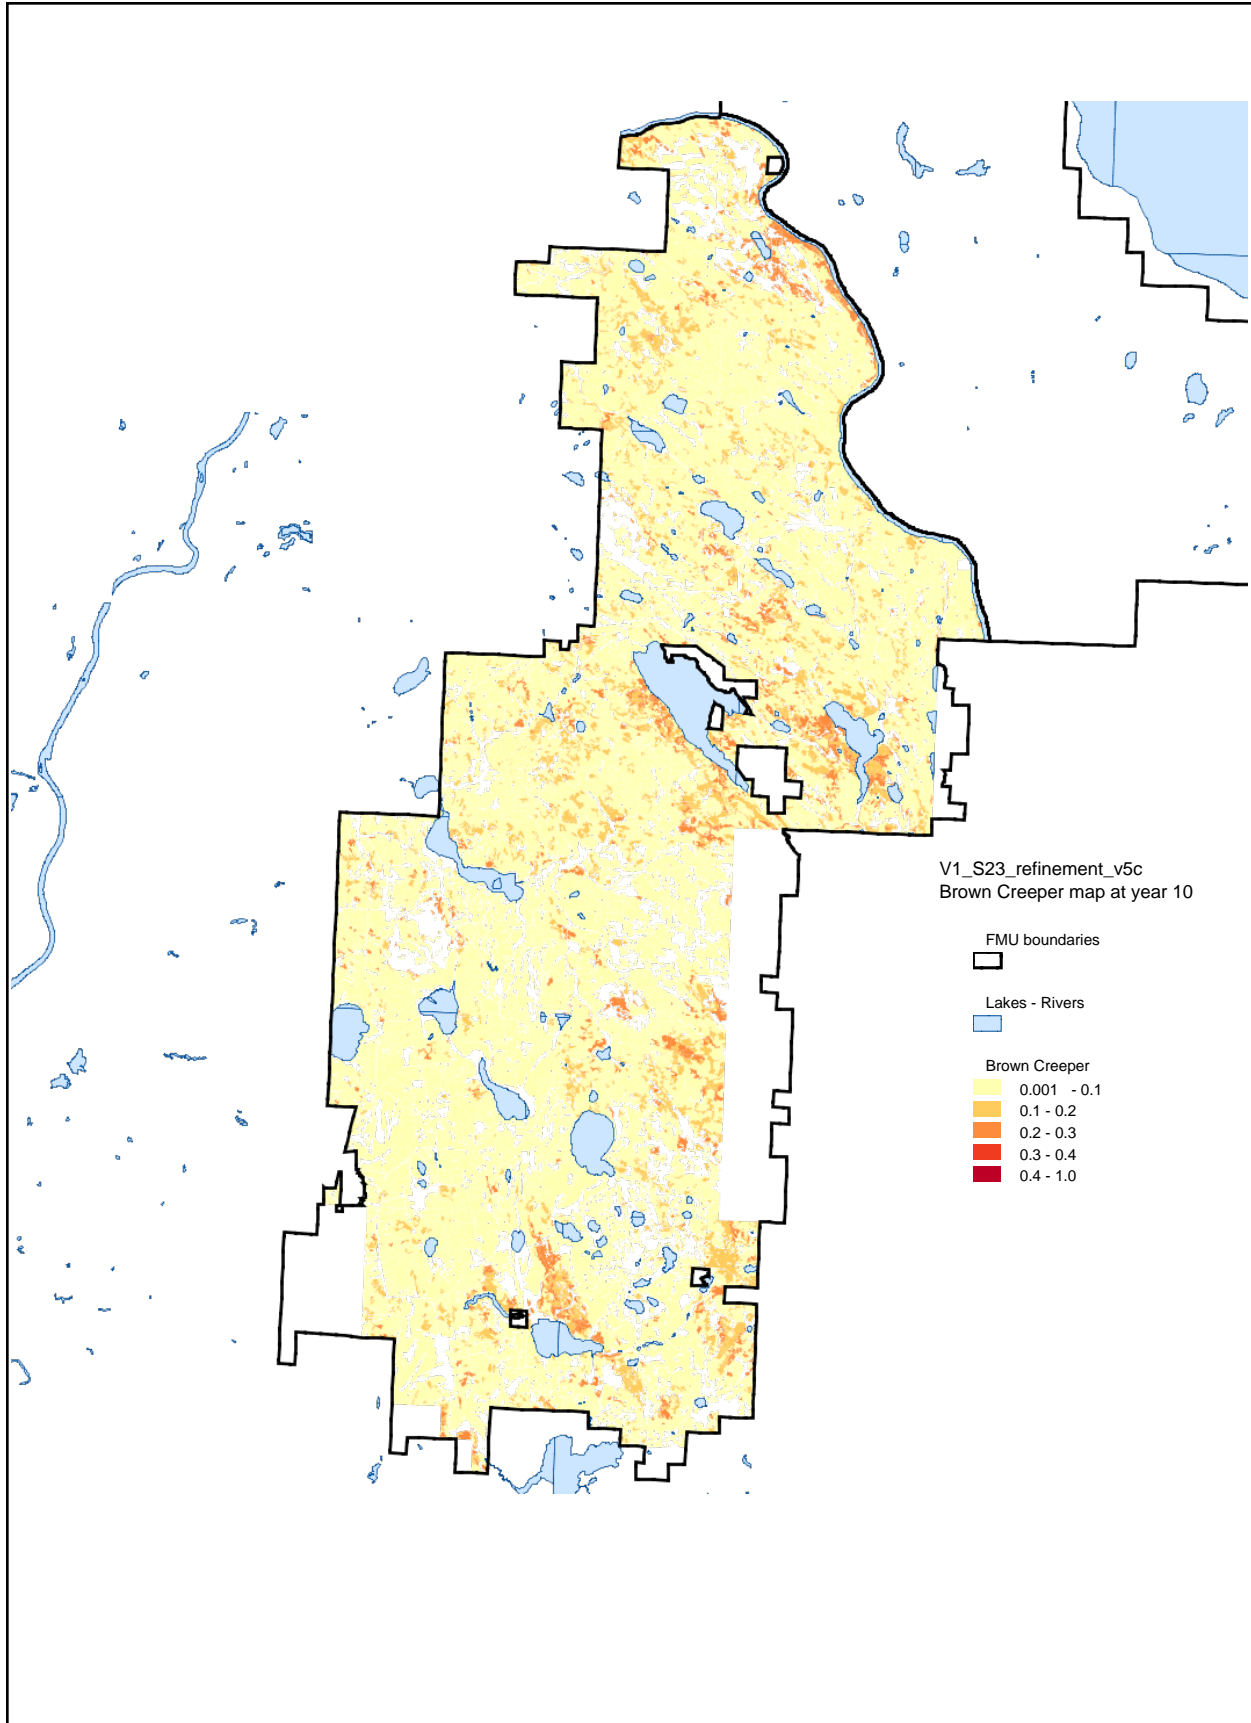 V1_S23_refinement_v5c
Brown Creeper map at year 10
FMU boundaries
Lakes - Rivers
Brown Creeper
0.001 - 0.1
0.1 - 0.2
0.2 - 0.3
0.3 - 0.4
0.4 - 1.0